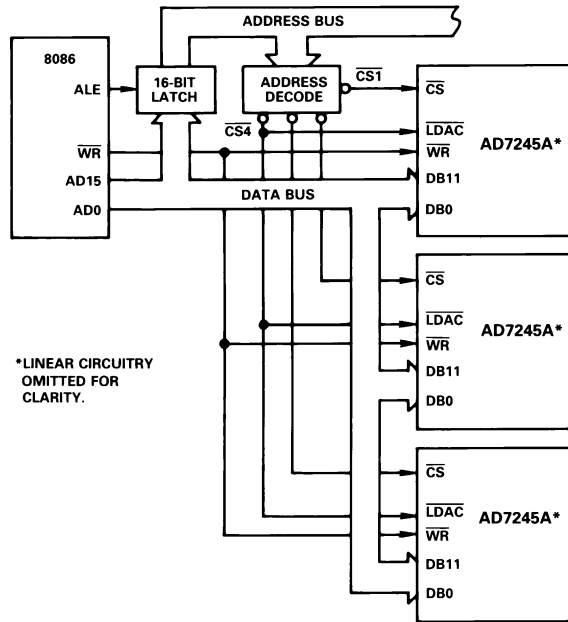 ADDRESS BUS
8086
ALE
WR
AD15
AD0
16-BIT
LATCH
ADDRESS
DECODE
CS1
CS4
DATA BUS
CS
LDAC
WR
DB11
DB0
AD7245A*
CS
LDAC
WR
DB11
DB0
AD7245A*
CS
LDAC
WR
DB11
DB0
AD7245A*
*LINEAR CIRCUITRY
OMITTED FOR
CLARITY.